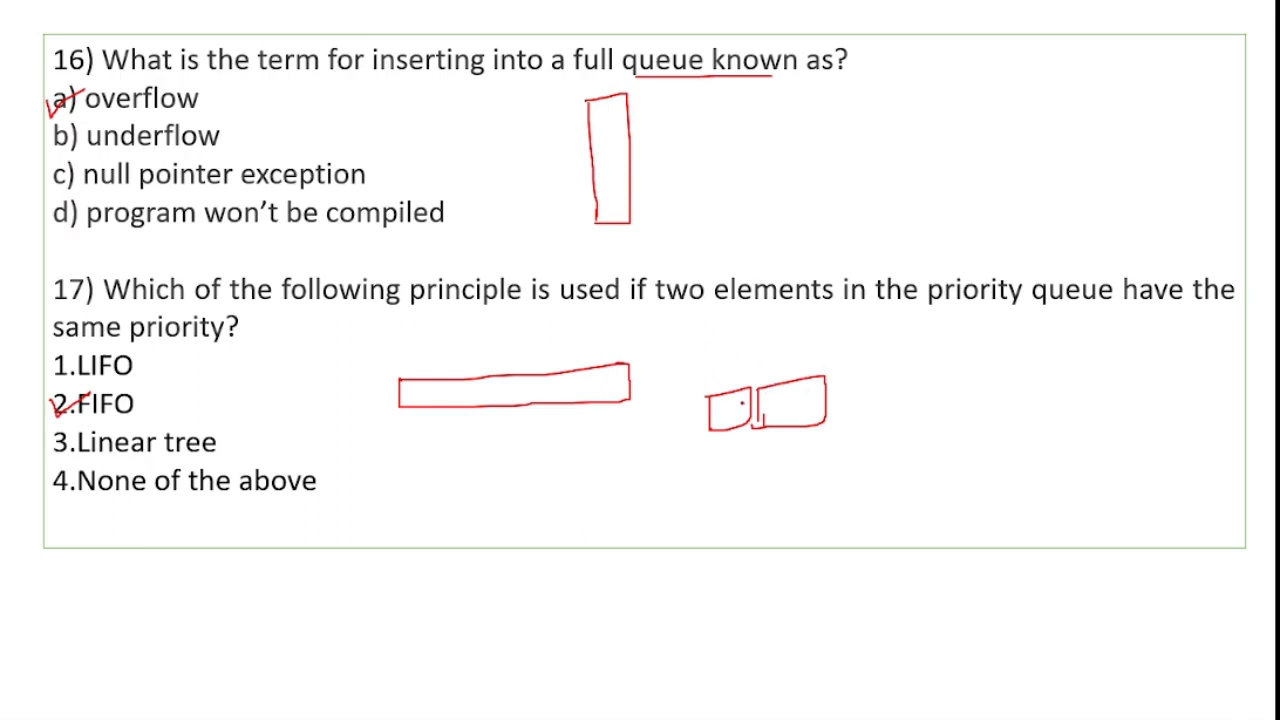 16) What is the term for inserting into a full queue known as?
a) overflow
b) underflow
c) null pointer exception
d) program won’t be compiled
17) Which of the following principle is used if two elements in the priority queue have the
same priority?
1.LIFO
2.FIFO
3.Linear tree
4.None of the above